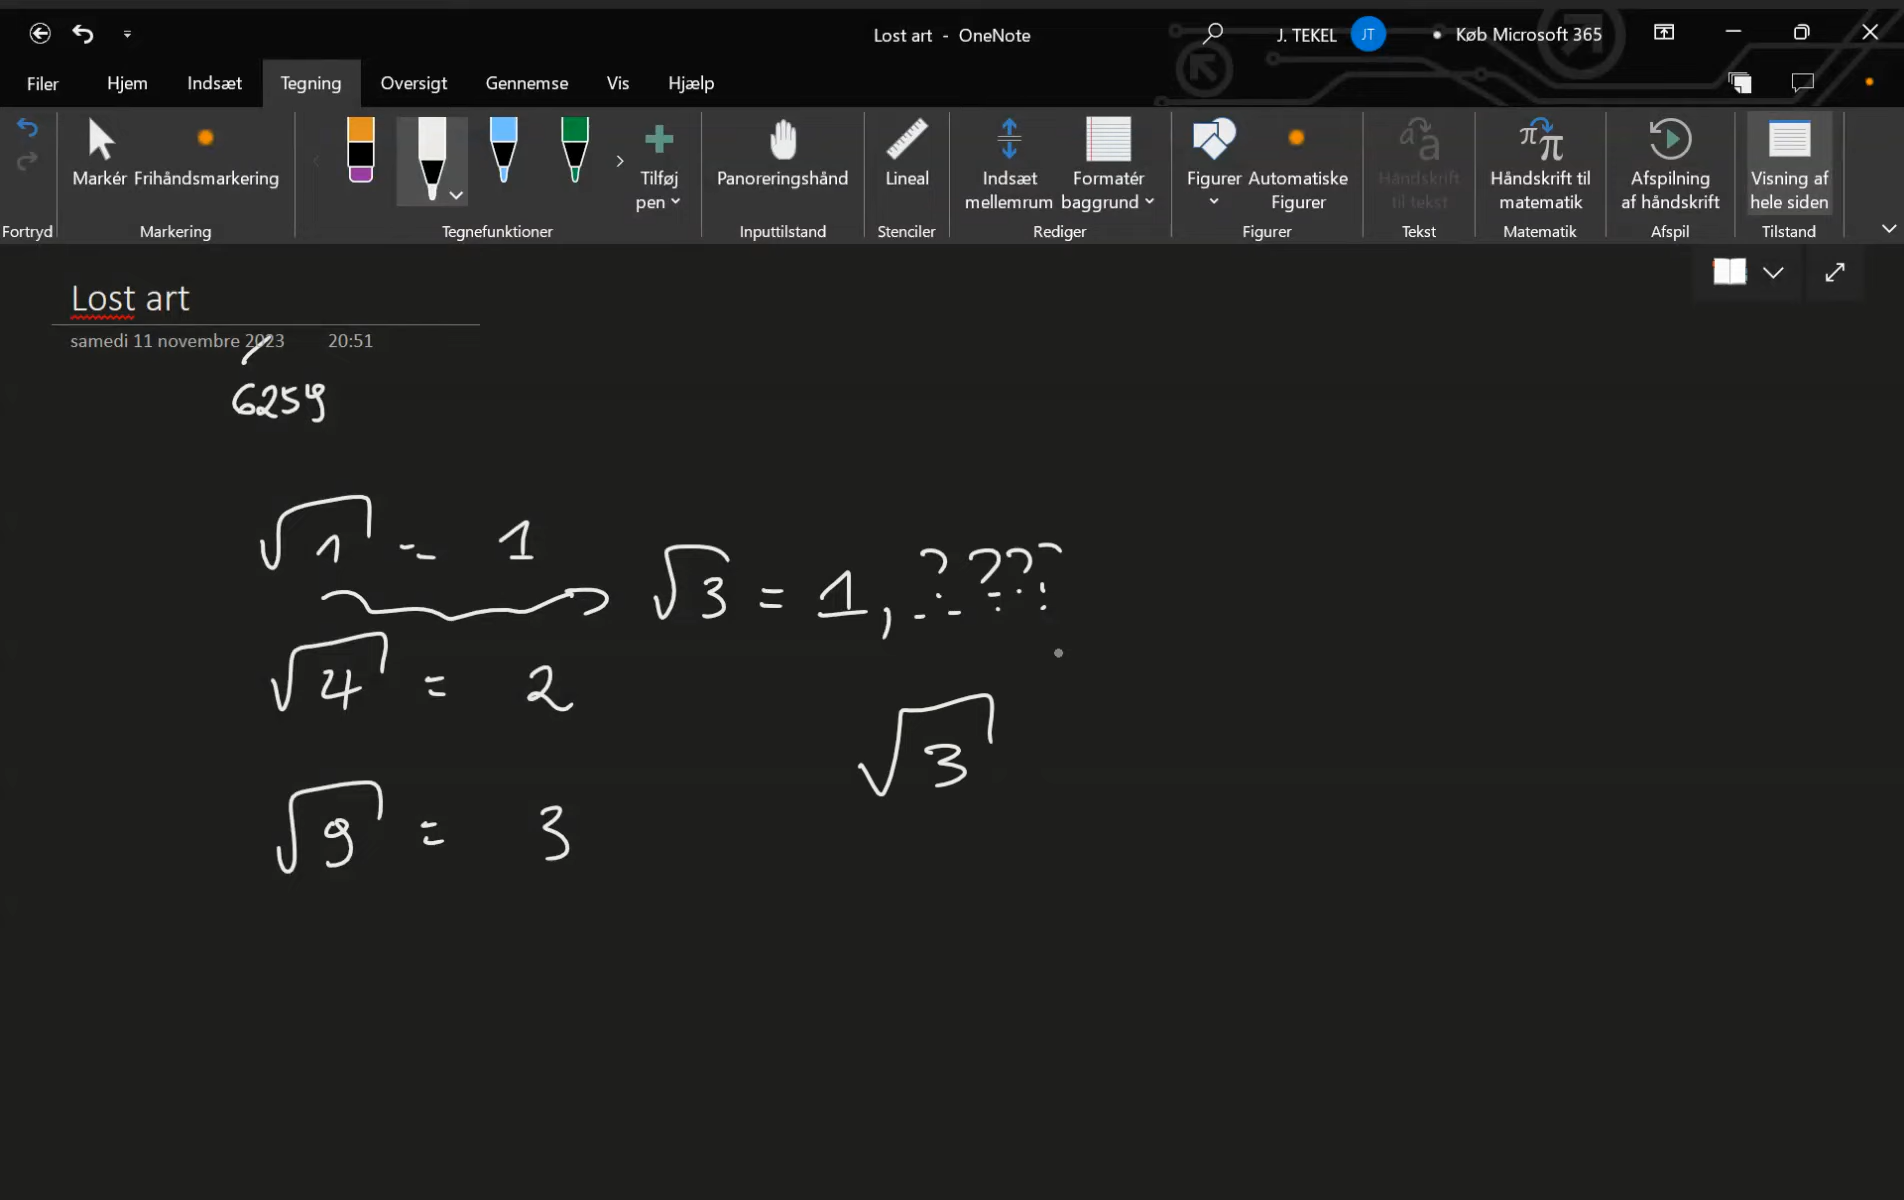 Lost art - OneNote
J. TEKEL JT Køb Microsoft 365
Filer Hjem Indsæt Tegning Oversigt Gennemse Vis Hjælp
Markér Frihåndsmarkering
Tilføj pen
Panoreringshånd
Lineal
Indsæt mellemrum
Formatér baggrund
Figurer
Automatiske Figurer
Håndskrift til tekst
Håndskrift til matematik
Afspilning af håndskrift
Visning af hele siden
Fortryd Markering Tegnefunktioner Inputtilstand Stenciler Rediger Figurer Tekst Matematik Afspil Tilstand
Lost art
samedi 11 novembre 2023 20:51
6259
√1 = 1
√3 = 1,????
√4 = 2
√3
√9 = 3